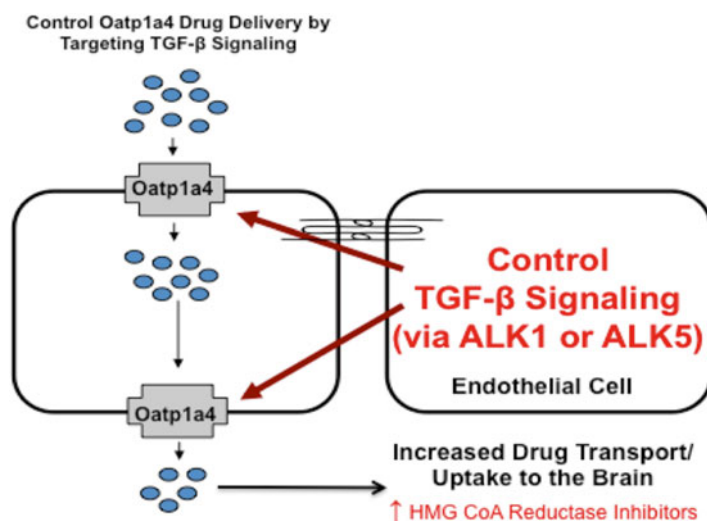 Control Oatp1a4 Drug Delivery by
Targeting TGF-β Signaling
Oatp1a4
Control
TGF-β Signaling
(via ALK1 or ALK5)
Endothelial Cell
Oatp1a4
Increased Drug Transport/
Uptake to the Brain
↑ HMG CoA Reductase Inhibitors